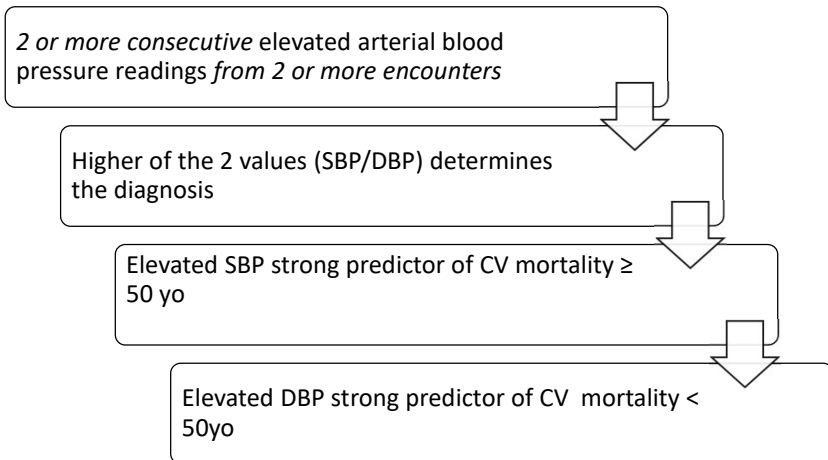 2 or more consecutive elevated arterial blood
pressure readings from 2 or more encounters
Higher of the 2 values (SBP/DBP) determines
the diagnosis
Elevated SBP strong predictor of CV mortality ≥
50 yo
Elevated DBP strong predictor of CV  mortality <
50yo